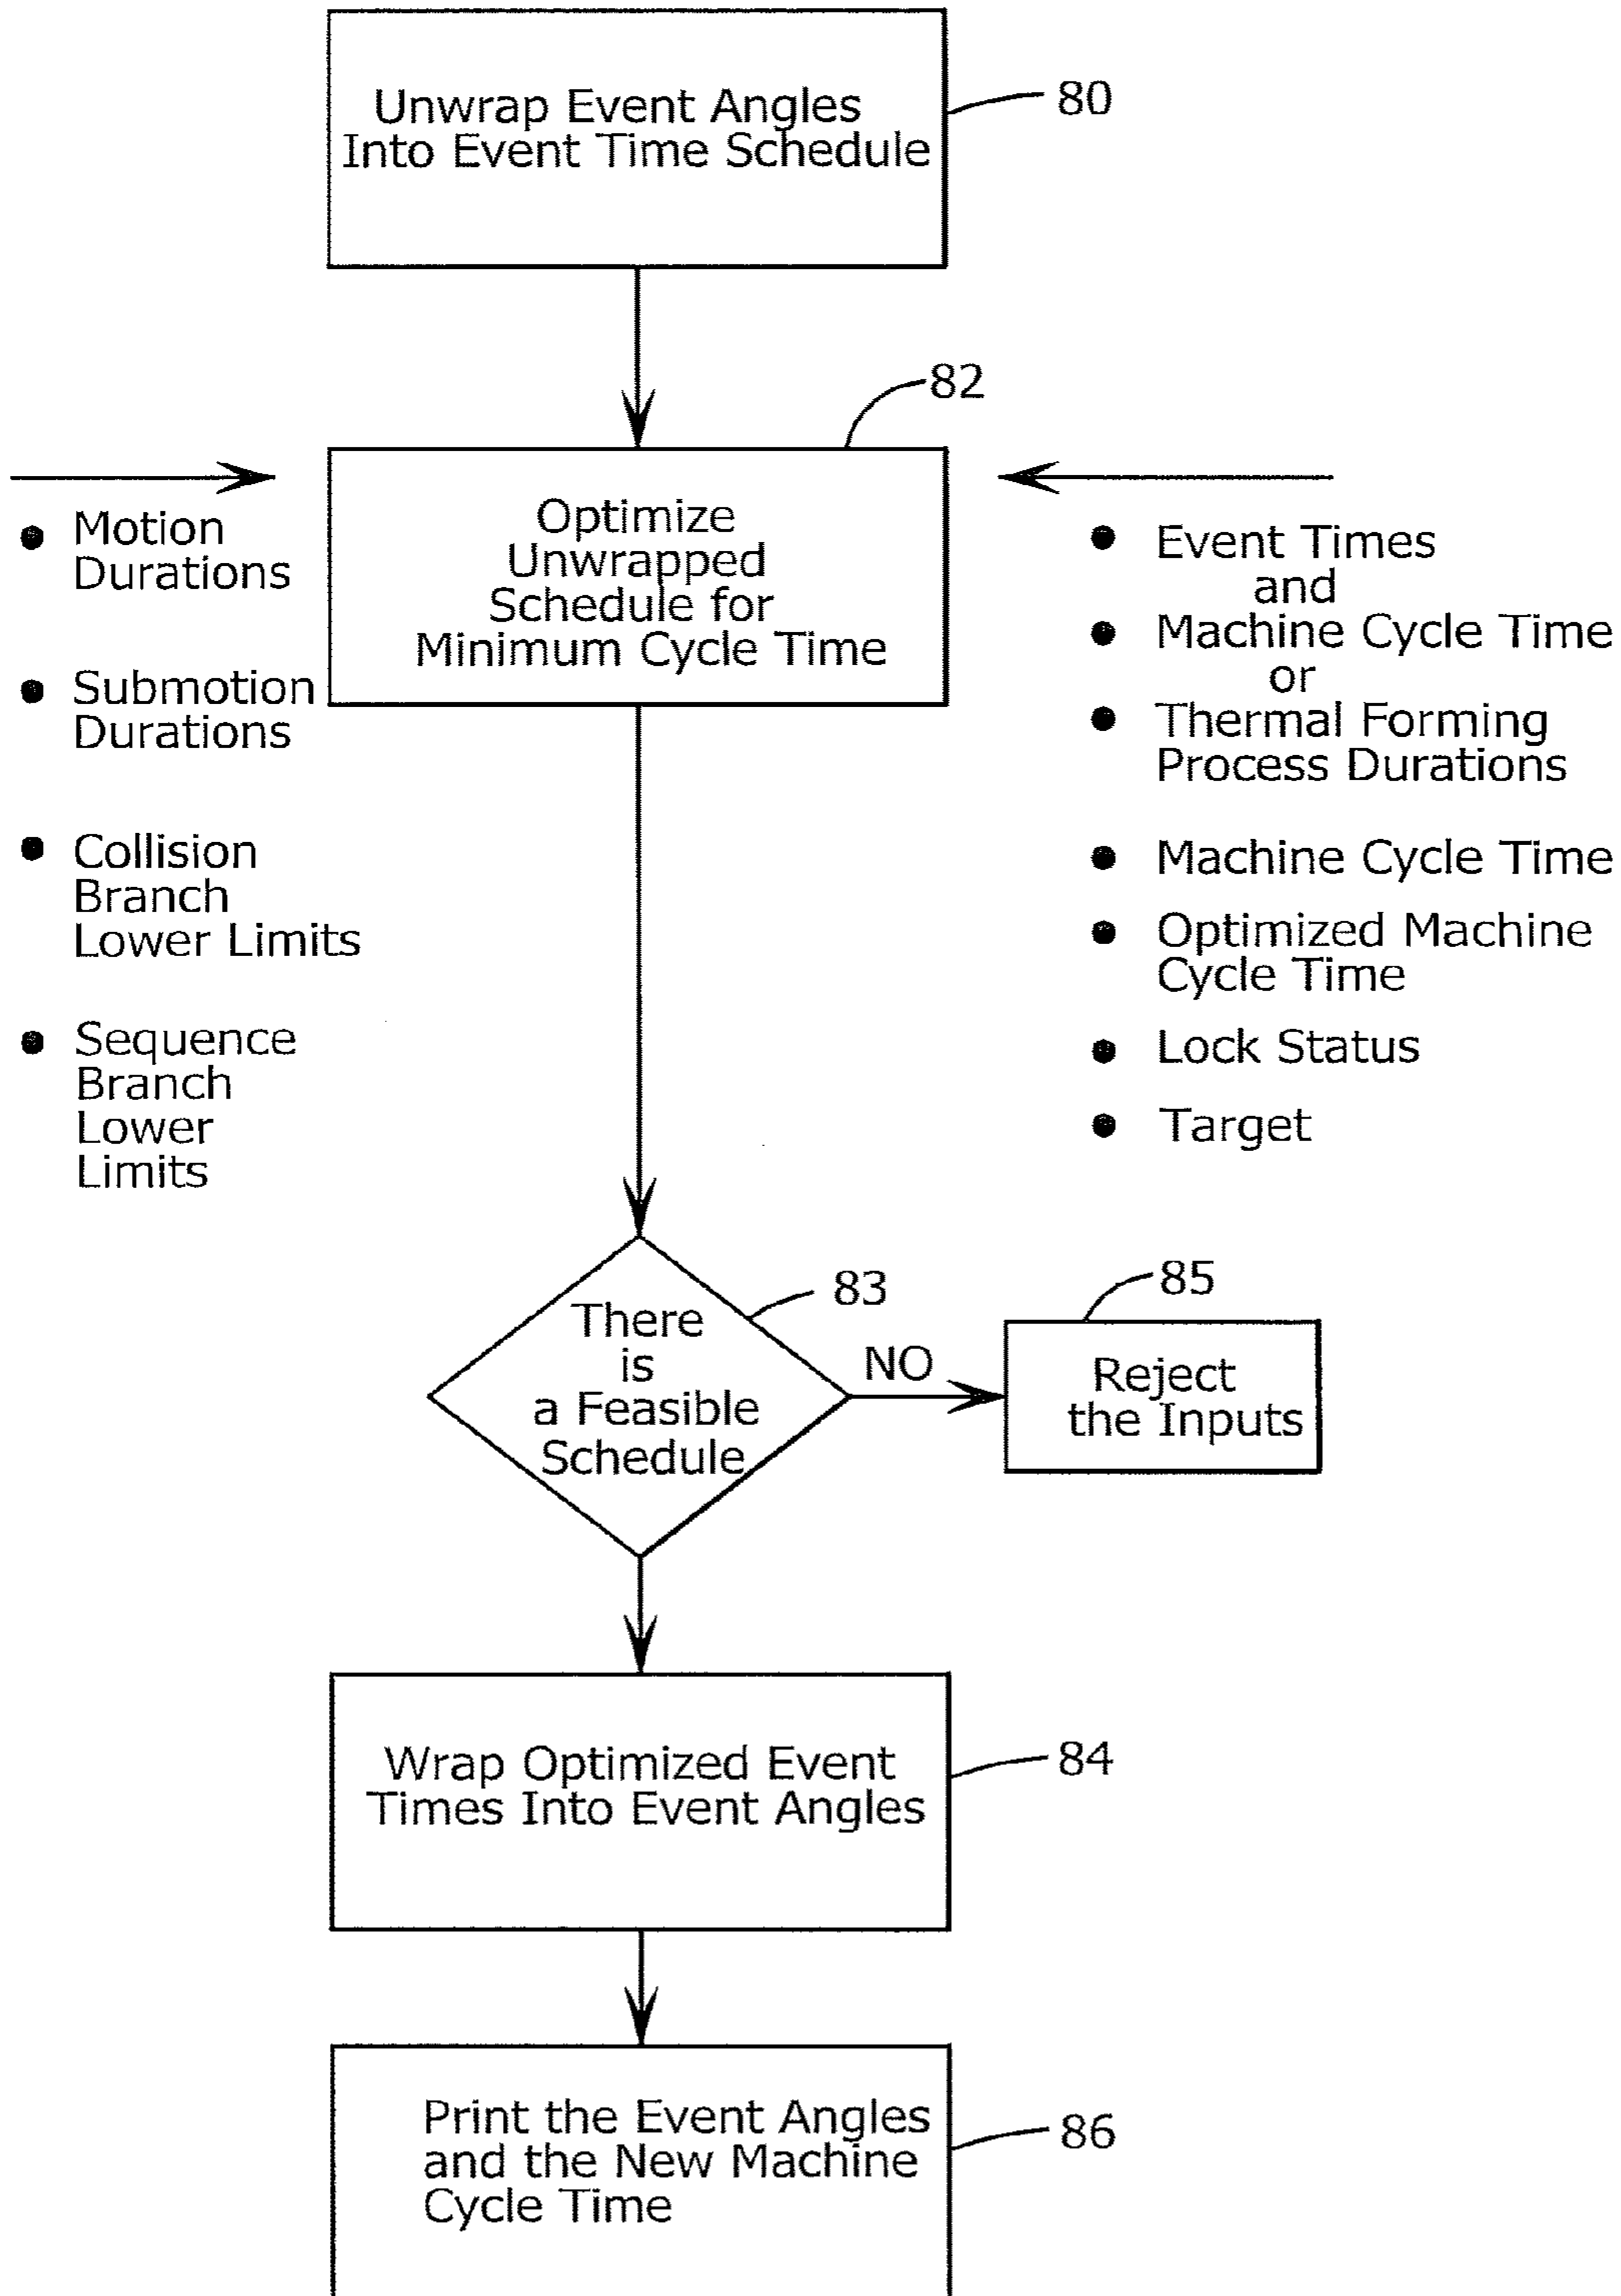 Unwrap Event Angles
Into Event Time Schedule
80
82
Optimize
Unwrapped
Schedule for
Minimum Cycle Time
Motion
Durations
Submotion
Durations
Collision
Branch
Lower Limits
Sequence
Branch
Lower
Limits
Event Times
and
Machine Cycle Time
or
Thermal Forming
Process Durations
Machine Cycle Time
Optimized Machine
Cycle Time
Lock Status
Target
There
is
a Feasible
Schedule
83
NO
85
Reject
the Inputs
Wrap Optimized Event
Times Into Event Angles
84
Print the Event Angles
and the New Machine
Cycle Time
86